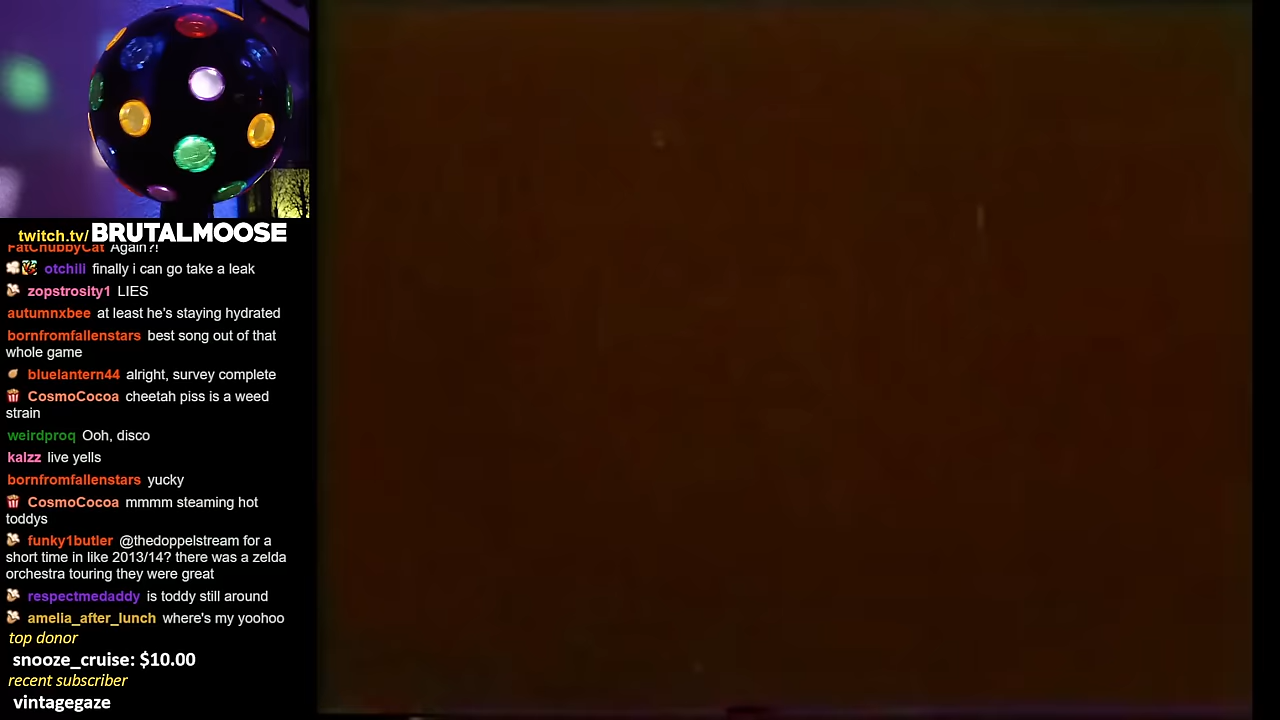 twitch.tv/BRUTALMOOSE
FatChubbyCat Again?!
otchili finally i can go take a leak
zopstrosity1 LIES
autumnxbee at least he's staying hydrated
bornfromfallenstars best song out of that
whole game
bluelantern44 alright, survey complete
CosmoCocoa cheetah piss is a weed
strain
weirdproq Ooh, disco
kalzz live yells
bornfromfallenstars yucky
CosmoCocoa mmmm steaming hot
toddys
funky1butler @thedoppelstream for a
short time in like 2013/14? there was a zelda
orchestra touring they were great
respectmedaddy is toddy still around
amelia_after_lunch where's my yoohoo
top donor
snooze_cruise: $10.00
recent subscriber
vintagegaze